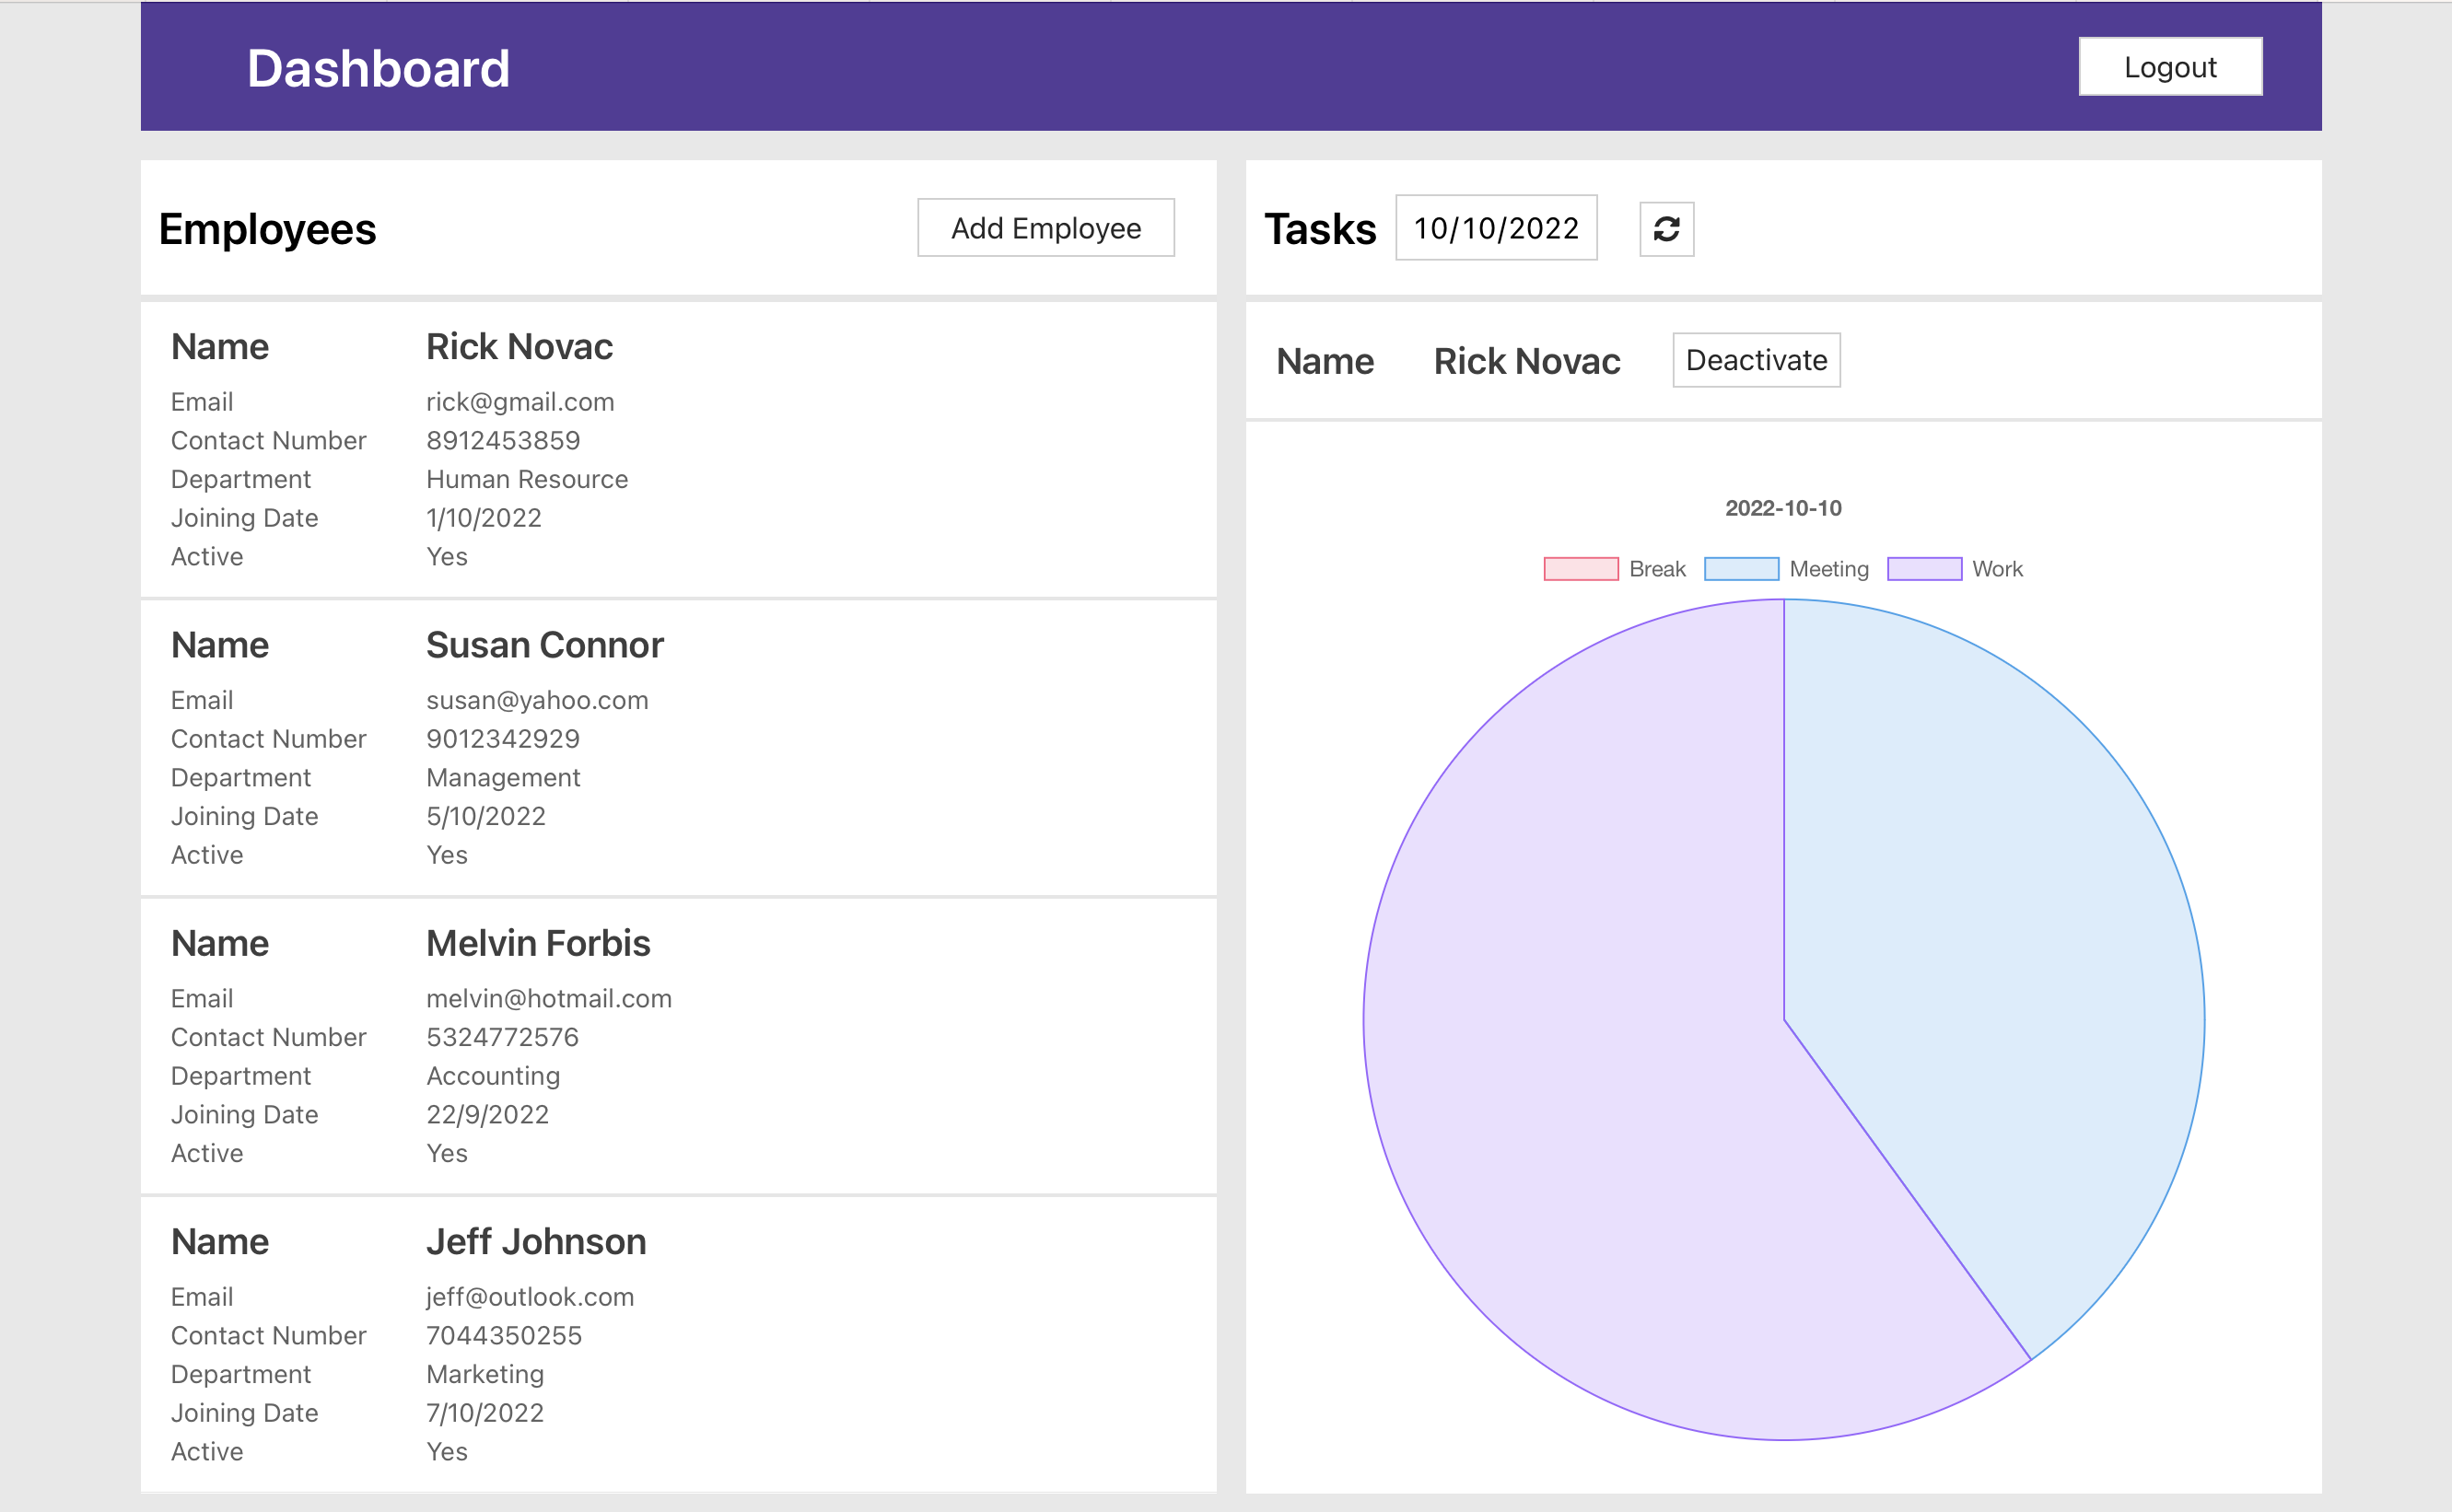 Dashboard
Logout
Employees
Add Employee
Name Rick Novac
Email rick@gmail.com
Contact Number 8912453859
Department Human Resource
Joining Date 1/10/2022
Active Yes
Name Susan Connor
Email susan@yahoo.com
Contact Number 9012342929
Department Management
Joining Date 5/10/2022
Active Yes
Name Melvin Forbis
Email melvin@hotmail.com
Contact Number 5324772576
Department Accounting
Joining Date 22/9/2022
Active Yes
Name Jeff Johnson
Email jeff@outlook.com
Contact Number 7044350255
Department Marketing
Joining Date 7/10/2022
Active Yes
Tasks 10/10/2022
Name Rick Novac Deactivate
2022-10-10
Break Meeting Work